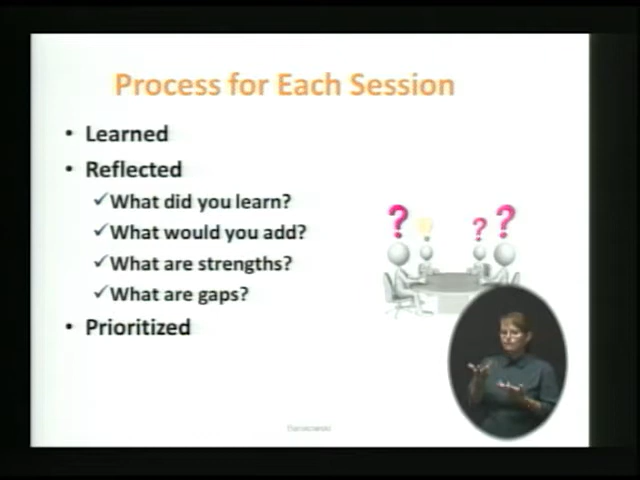 Process for Each Session
• Learned
• Reflected
✓What did you learn?
✓What would you add?
✓What are strengths?
✓What are gaps?
• Prioritized
? ? ?